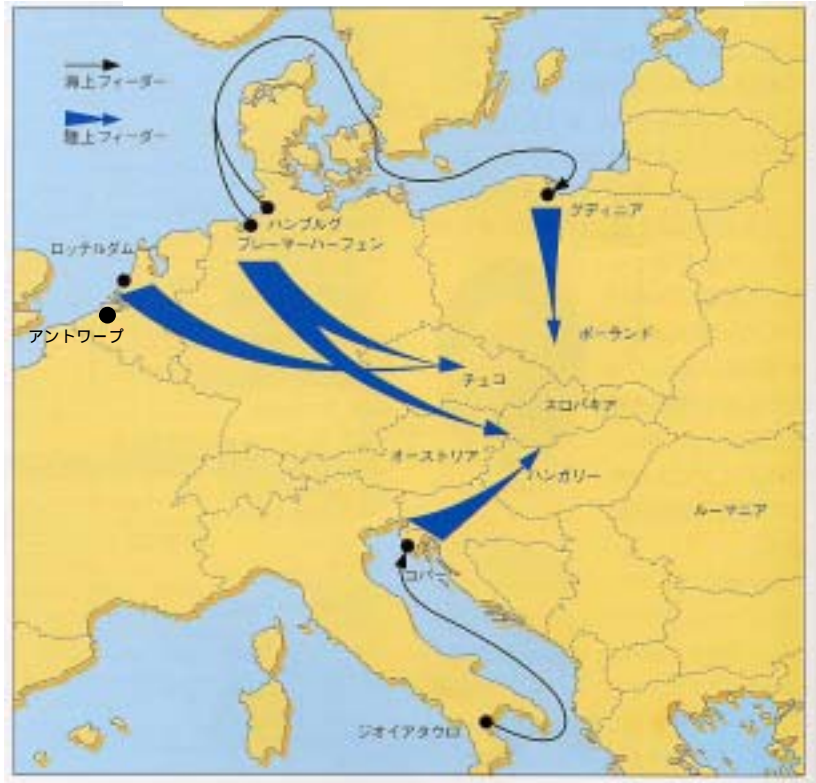 海上フィーダー
陸上フィーダー
ハンブルグ
ブレーマーハーフェン
ロッテルダム
アントワープ
グディニア
ポーランド
チェコ
スロバキア
オーストリア
ハンガリー
ルーマニア
コパー
ジオイアタウロ